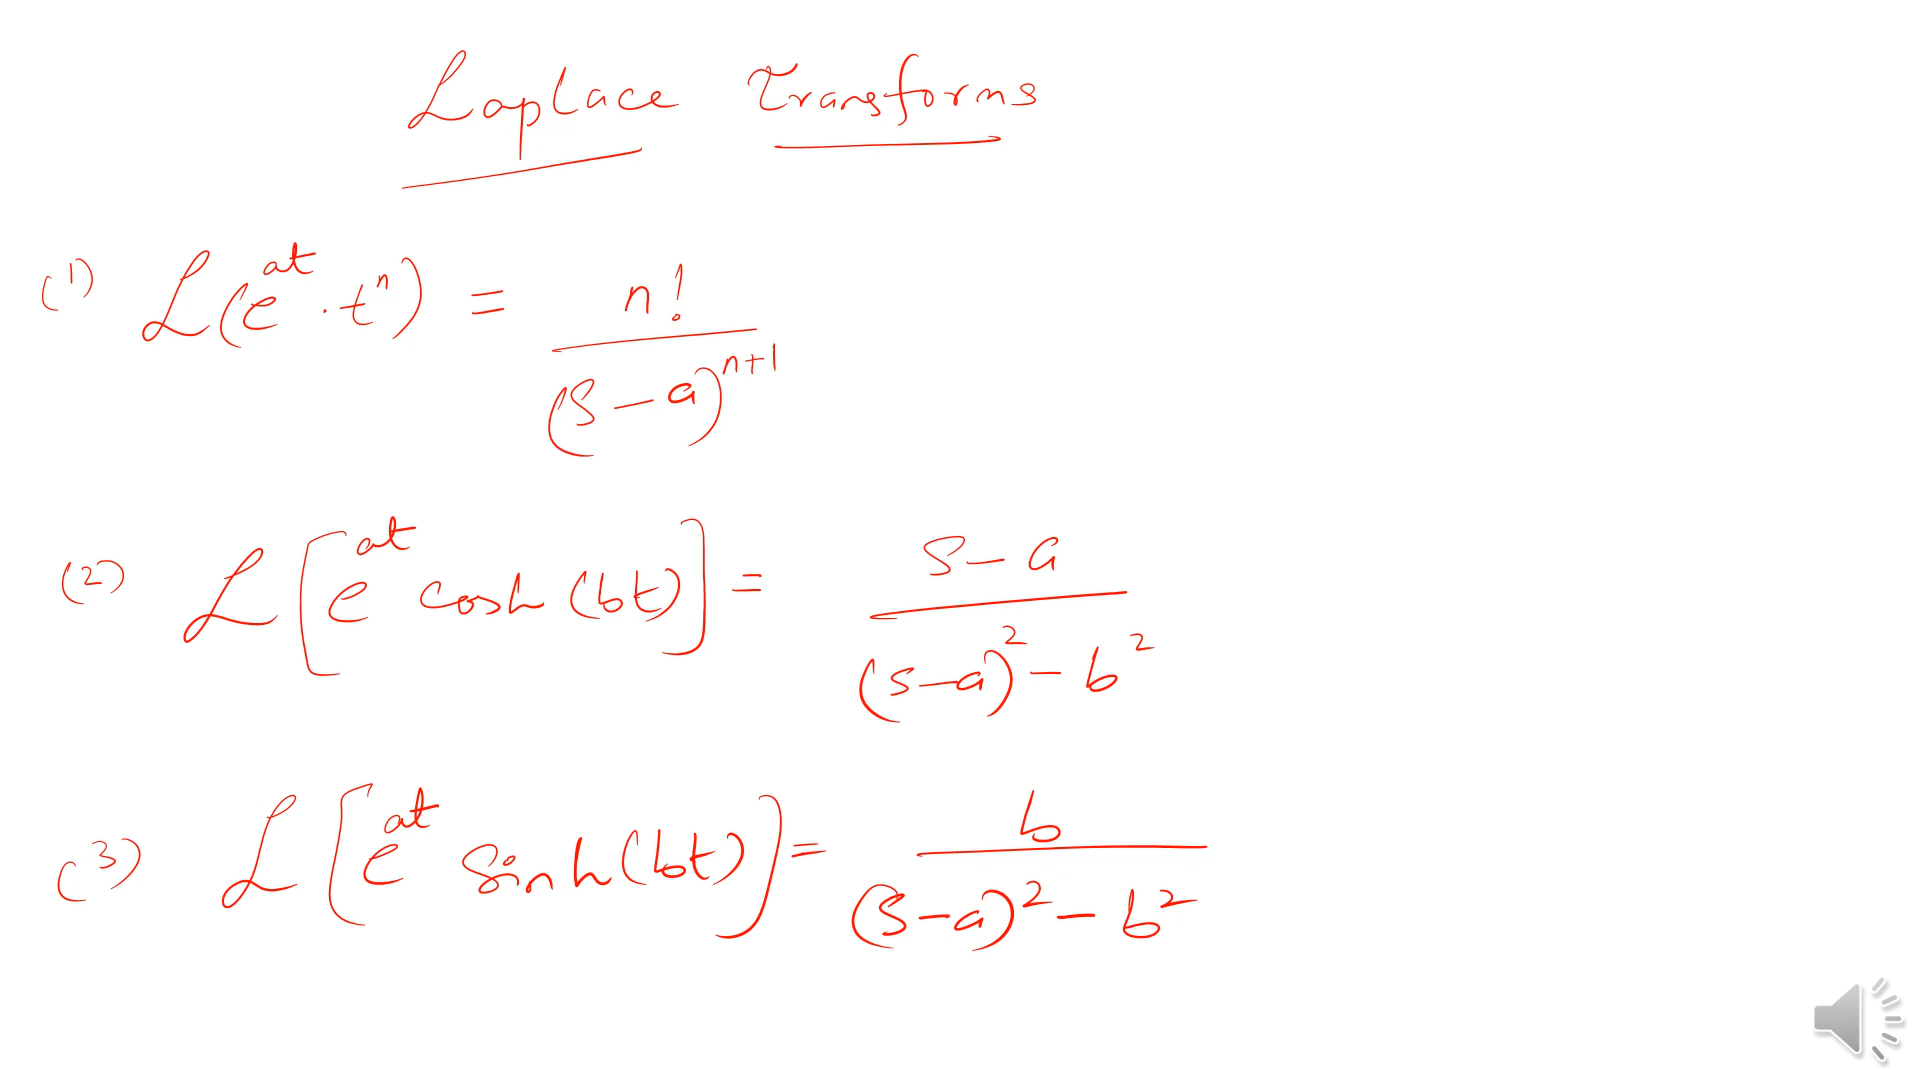 Laplace Transforms
(1) ℒ(e^{at} · t^n) = n! / (s-a)^{n+1}
(2) ℒ[e^{at} cosh (bt)] = s-a / (s-a)^2 - b^2
(3) ℒ[e^{at} sinh(bt)] = b / (s-a)^2 - b^2